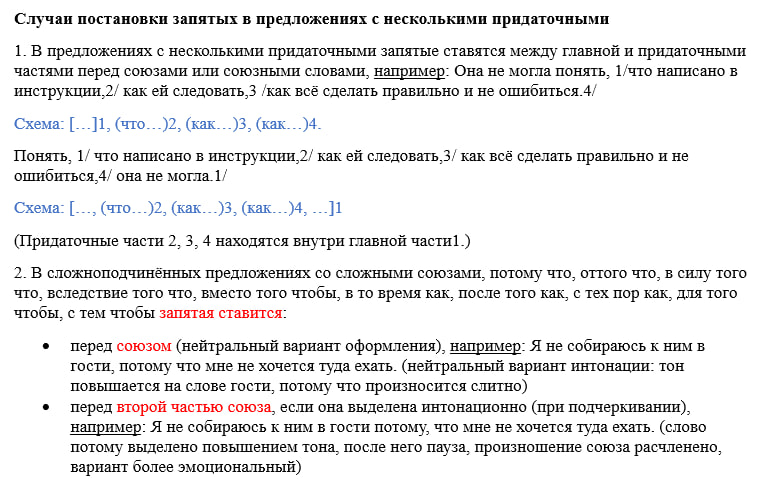 Случаи постановки запятых в предложениях с несколькими придаточными
1. В предложениях с несколькими придаточными запятые ставятся между главной и придаточными
частями перед союзами или союзными словами, например: Она не могла понять, 1/что написано в
инструкции,2/ как ей следовать,3 /как всё сделать правильно и не ошибиться.4/
Схема: […]1, (что…)2, (как…)3, (как…)4.
Понять, 1/ что написано в инструкции,2/ как ей следовать,3/ как всё сделать правильно и не
ошибиться,4/ она не могла.1/
Схема: […, (что…)2, (как…)3, (как…)4, …]1
(Придаточные части 2, 3, 4 находятся внутри главной части1.)
2. В сложноподчинённых предложениях со сложными союзами, потому что, оттого что, в силу того
что, вследствие того что, вместо того чтобы, в то время как, после того как, с тех пор как, для того
чтобы, с тем чтобы запятая ставится:
• перед союзом (нейтральный вариант оформления), например: Я не собираюсь к ним в
гости, потому что мне не хочется туда ехать. (нейтральный вариант интонации: тон
повышается на слове гости, потому что произносится слитно)
• перед второй частью союза, если она выделена интонационно (при подчеркивании),
например: Я не собираюсь к ним в гости потому, что мне не хочется туда ехать. (слово
потому выделено повышением тона, после него пауза, произношение союза расчленено,
вариант более эмоциональный)